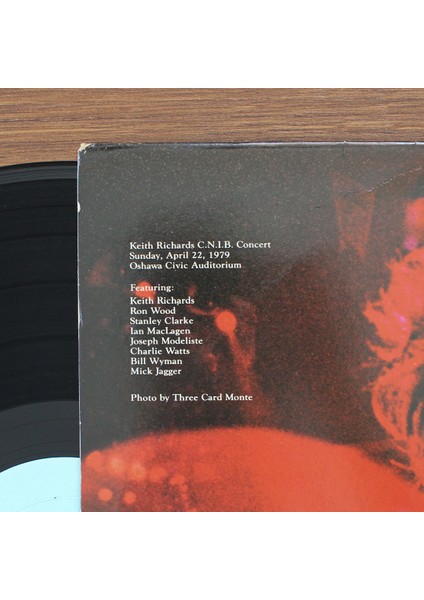 Keith Richards C.N.I.B. Concert
Sunday, April 22, 1979
Oshawa Civic Auditorium
Featuring:
Keith Richards
Ron Wood
Stanley Clarke
Ian MacLagen
Joseph Modeliste
Charlie Watts
Bill Wyman
Mick Jagger
Photo by Three Card Monte